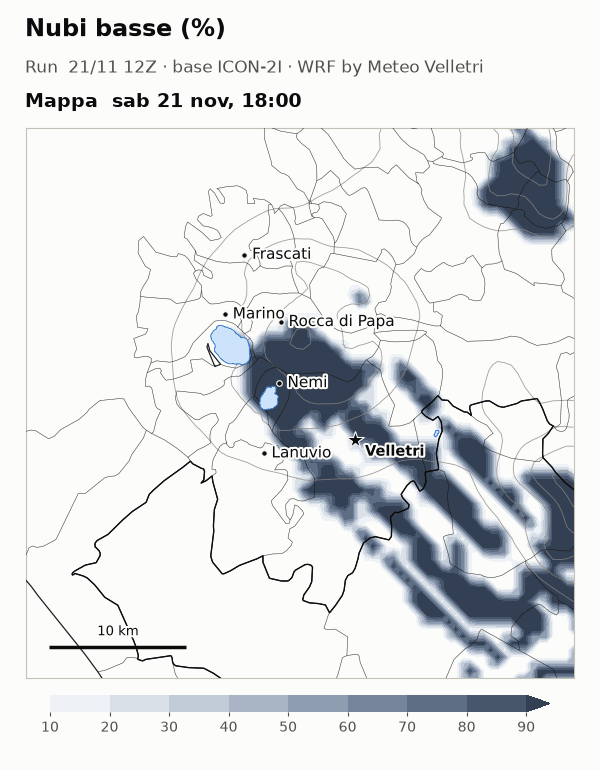 Nubi basse (%)
Run  21/11 12Z · base ICON-2I · WRF by Meteo Velletri
Mappa  sab 21 nov, 18:00
Frascati
Marino
Rocca di Papa
Nemi
Velletri
Lanuvio
10 km
10 20 30 40 50 60 70 80 90